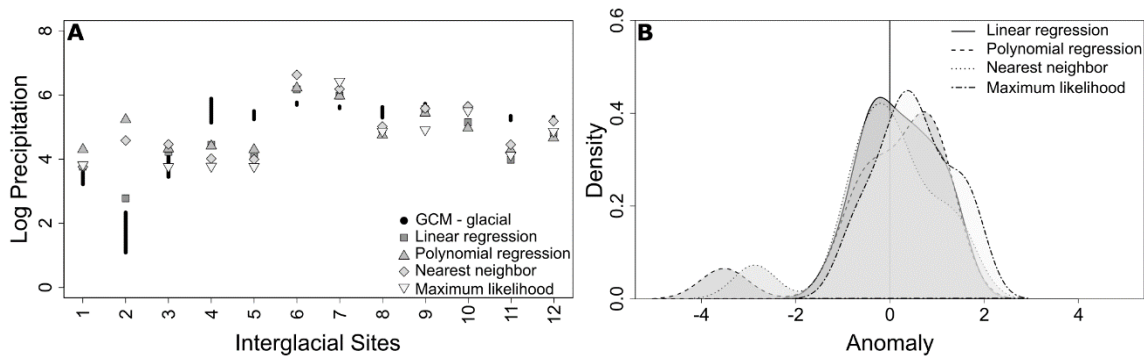 A
8
6
4
2
0
Log Precipitation
GCM - glacial
Linear regression
Polynomial regression
Nearest neighbor
Maximum likelihood
1 2 3 4 5 6 7 8 9 10 11 12
Interglacial Sites
B
0.6
0.4
0.2
0.0
Density
Linear regression
Polynomial regression
Nearest neighbor
Maximum likelihood
-4 -2 0 2 4
Anomaly